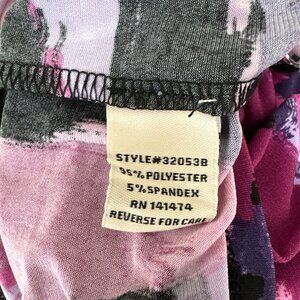 STYLE#32053B
95% POLYESTER
5% SPANDEX
RN 141474
REVERSE FOR CARE